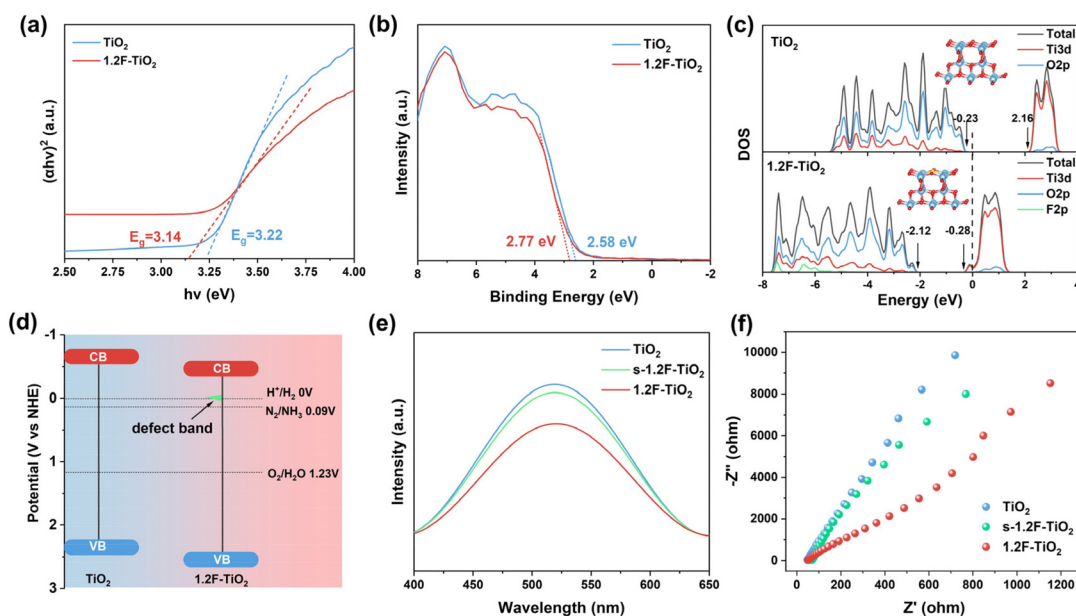 (a)
TiO₂
1.2F-TiO₂
(αhν)² (a.u.)
E_g=3.14
E_g=3.22
2.50 2.75 3.00 3.25 3.50 3.75 4.00
hν (eV)
(b)
TiO₂
1.2F-TiO₂
Intensity (a.u.)
2.77 eV
2.58 eV
8 6 4 2 0 -2
Binding Energy (eV)
(c)
TiO₂
Total
Ti3d
O2p
-0.23
2.16
DOS
1.2F-TiO₂
Total
Ti3d
O2p
F2p
-2.12
-0.28
-8 -6 -4 -2 0 2 4
Energy (eV)
(d)
Potential (V vs NHE)
-1
0
1
2
3
CB
CB
H⁺/H₂ 0V
N₂/NH₃ 0.09V
defect band
O₂/H₂O 1.23V
VB
VB
TiO₂
1.2F-TiO₂
(e)
TiO₂
s-1.2F-TiO₂
1.2F-TiO₂
Intensity (a.u.)
400 450 500 550 600 650
Wavelength (nm)
(f)
-Z'' (ohm)
10000
8000
6000
4000
2000
0
TiO₂
s-1.2F-TiO₂
1.2F-TiO₂
0 200 400 600 800 1000 1200
Z' (ohm)